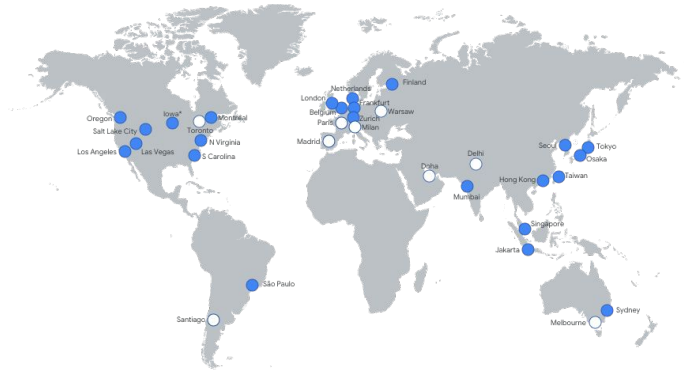 Finland
Netherlands
London
Frankfurt
Belgium
Warsaw
Oregon
Iowa*
Montréal
Paris
Zurich
Milan
Salt Lake City
Toronto
Madrid
N Virginia
Seoul
Tokyo
Los Angeles
Las Vegas
S Carolina
Delhi
Osaka
Doha
Hong Kong
Taiwan
Mumbai
Singapore
Jakarta
São Paulo
Sydney
Santiago
Melbourne